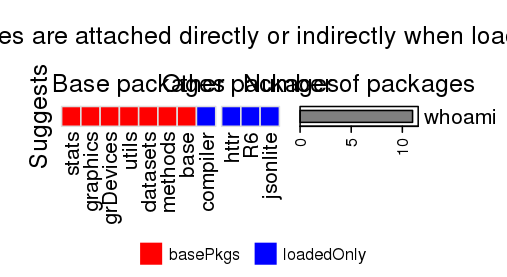 es are attached directly or indirectly when loa
Base packages
Other packages
Number of packages
Suggests
whoami
stats
graphics
grDevices
utils
datasets
methods
base
compiler
httr
R6
jsonlite
0
5
10
basePkgs
loadedOnly